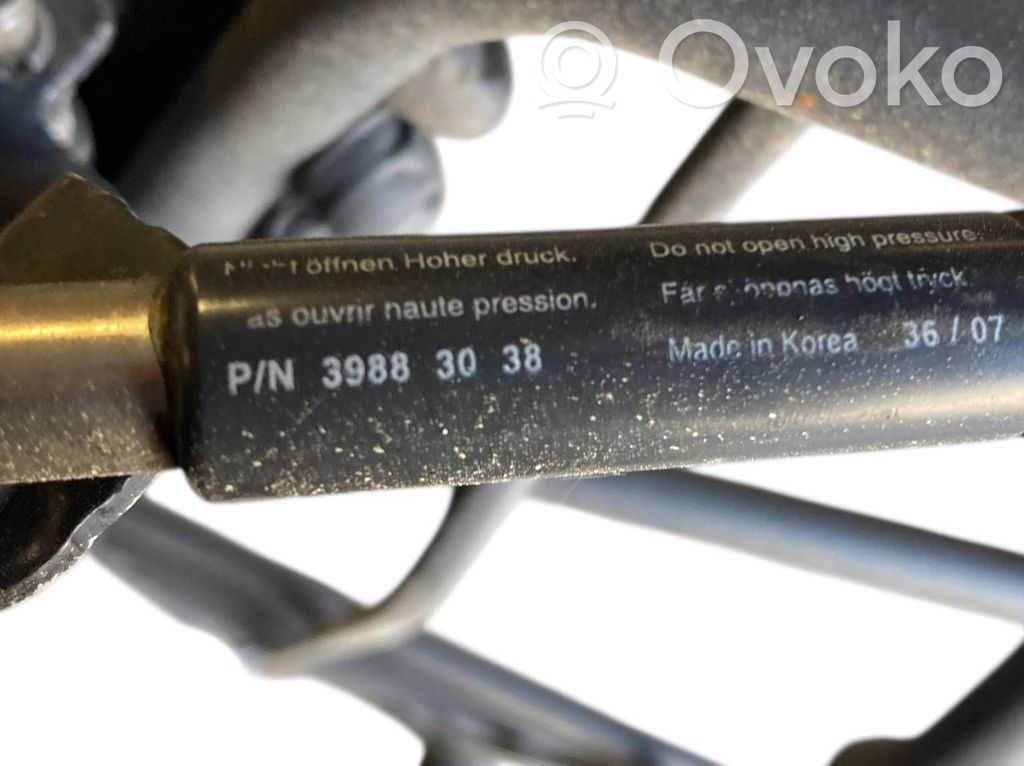 Ovoko
öffnen. Hoher druck.
Do not open high pressure.
ouvrir haute pression.
Får högt tryck
P/N 3988 30 38
Made in Korea 36/07